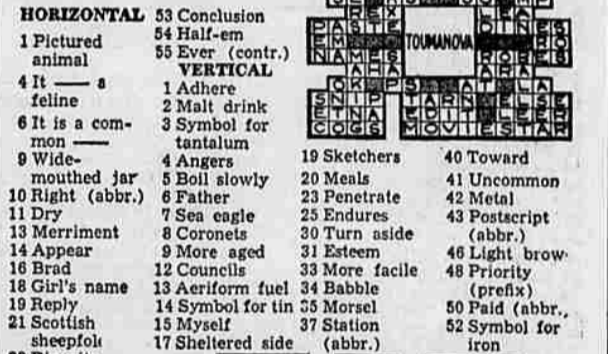 HORIZONTAL
1 Pictured
animal
4 It —— a
feline
6 It is a com-
mon ——
9 Wide-
mouthed jar
10 Right (abbr.)
11 Dry
13 Merriment
14 Appear
16 Brad
18 Girl's name
19 Reply
21 Scottish
sheepfold
53 Conclusion
54 Half-em
55 Ever (contr.)
VERTICAL
1 Adhere
2 Malt drink
3 Symbol for
tantalum
4 Angers
5 Boil slowly
6 Father
7 Sea eagle
8 Coronets
9 More aged
12 Councils
13 Aeriform fuel
14 Symbol for tin
15 Myself
17 Sheltered side
TOUMANOVA
SNIP TARN ELSE
ETNA EDIT LEER
COGS MOVIESTAR
19 Sketchers
20 Meals
23 Penetrate
25 Endures
30 Turn aside
31 Esteem
33 More facile
34 Babble
35 Morsel
37 Station
(abbr.)
40 Toward
41 Uncommon
42 Metal
43 Postscript
(abbr.)
46 Light brow
48 Priority
(prefix)
50 Paid (abbr.,
52 Symbol for
iron